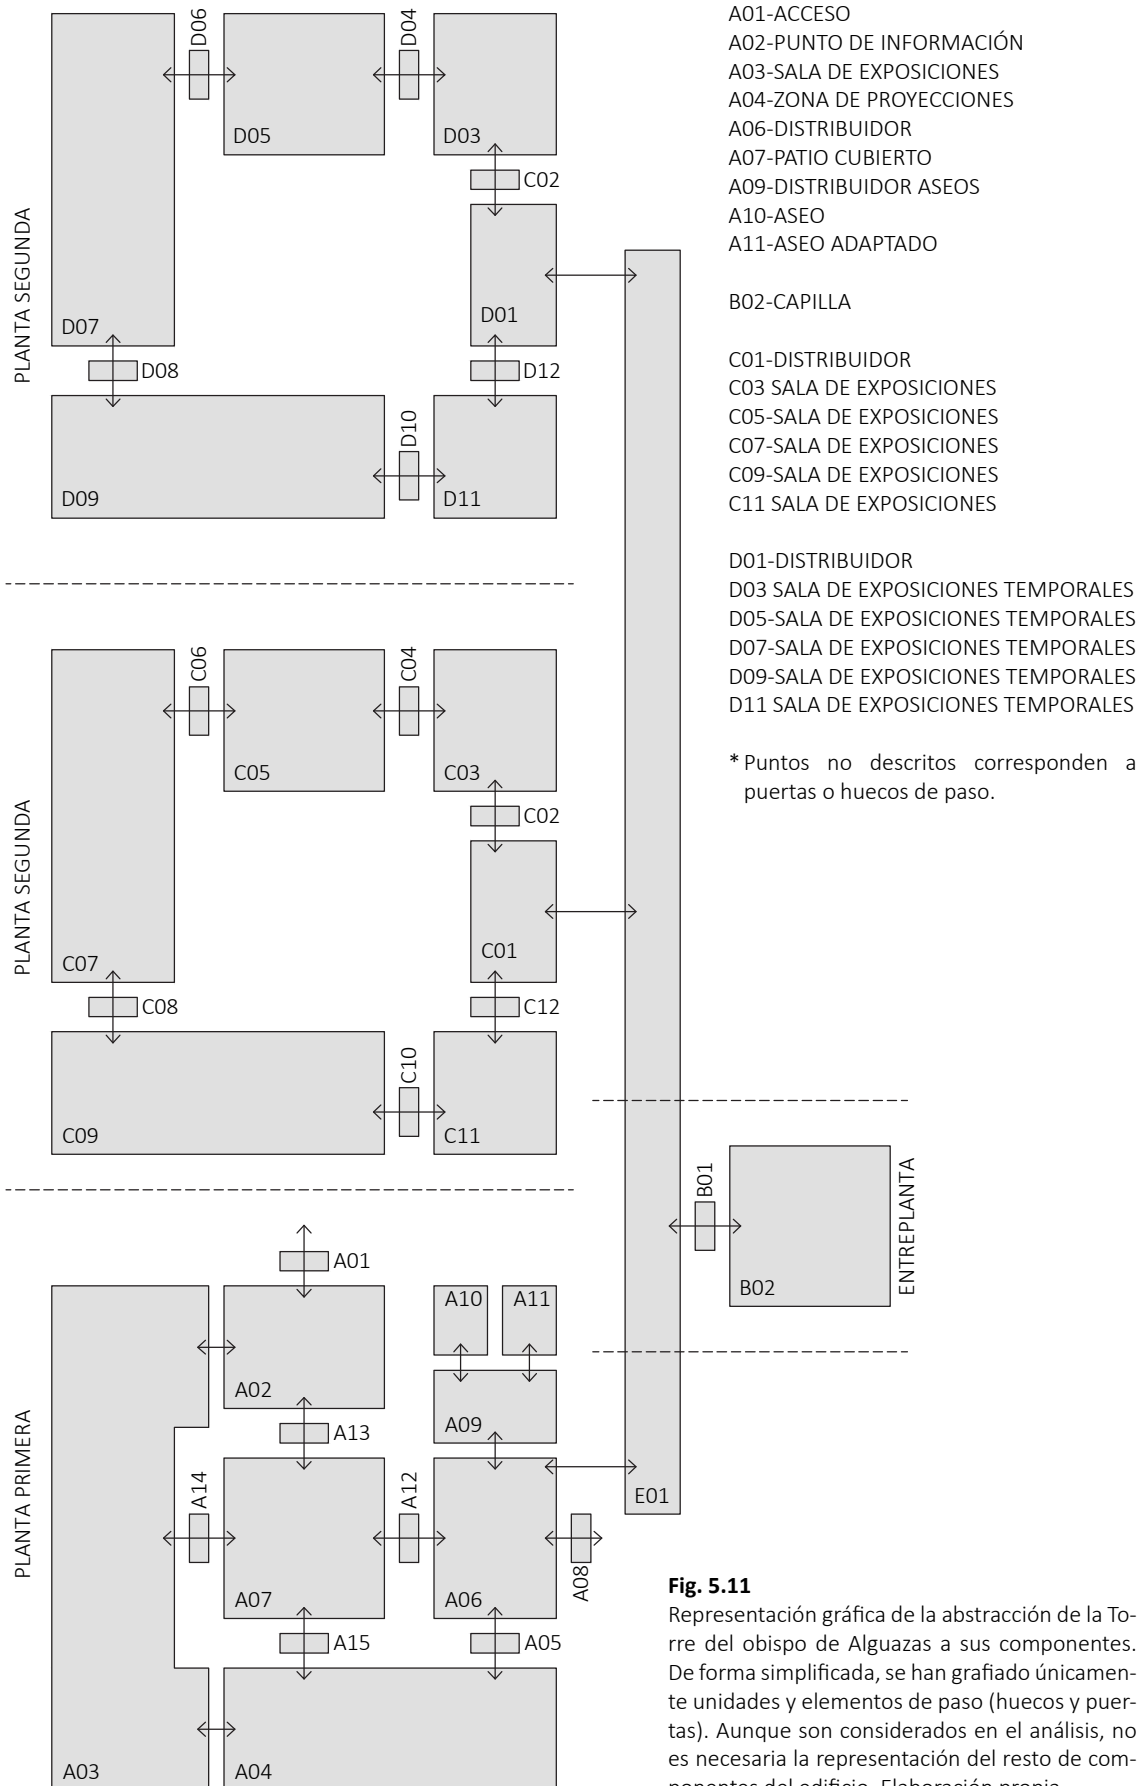 D06
D04
D05
D03
C02
PLANTA SEGUNDA
D07
D01
D08
D12
D10
D09
D11
C06
C04
C05
C03
C02
PLANTA SEGUNDA
C07
C01
C08
C12
C10
C09
C11
B01
B02
ENTREPLANTA
A01
A10
A11
A02
A09
A13
PLANTA PRIMERA
A14
A12
E01
A07
A06
A08
A15
A05
A03
A04
A01-ACCESO
A02-PUNTO DE INFORMACIÓN
A03-SALA DE EXPOSICIONES
A04-ZONA DE PROYECCIONES
A06-DISTRIBUIDOR
A07-PATIO CUBIERTO
A09-DISTRIBUIDOR ASEOS
A10-ASEO
A11-ASEO ADAPTADO
B02-CAPILLA
C01-DISTRIBUIDOR
C03 SALA DE EXPOSICIONES
C05-SALA DE EXPOSICIONES
C07-SALA DE EXPOSICIONES
C09-SALA DE EXPOSICIONES
C11 SALA DE EXPOSICIONES
D01-DISTRIBUIDOR
D03 SALA DE EXPOSICIONES TEMPORALES
D05-SALA DE EXPOSICIONES TEMPORALES
D07-SALA DE EXPOSICIONES TEMPORALES
D09-SALA DE EXPOSICIONES TEMPORALES
D11 SALA DE EXPOSICIONES TEMPORALES
* Puntos no descritos corresponden a
puertas o huecos de paso.
Fig. 5.11
Representación gráfica de la abstracción de la To-
rre del obispo de Alguazas a sus componentes.
De forma simplificada, se han grafiado únicamen-
te unidades y elementos de paso (huecos y puer-
tas). Aunque son considerados en el análisis, no
es necesaria la representación del resto de com-
ponentes del edificio. Elaboración propia